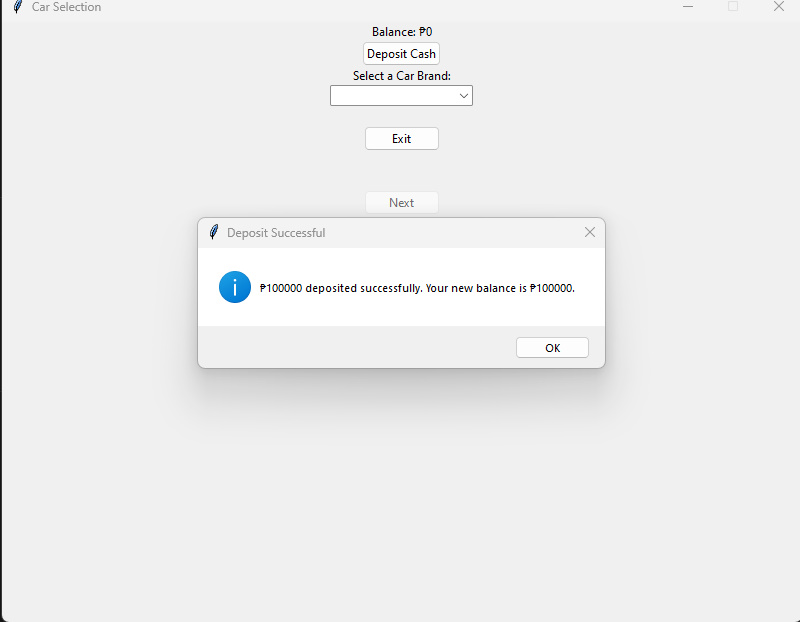 Car Selection
Balance: ₱0
Deposit Cash
Select a Car Brand:
Exit
Next
Deposit Successful
₱100000 deposited successfully. Your new balance is ₱100000.
OK